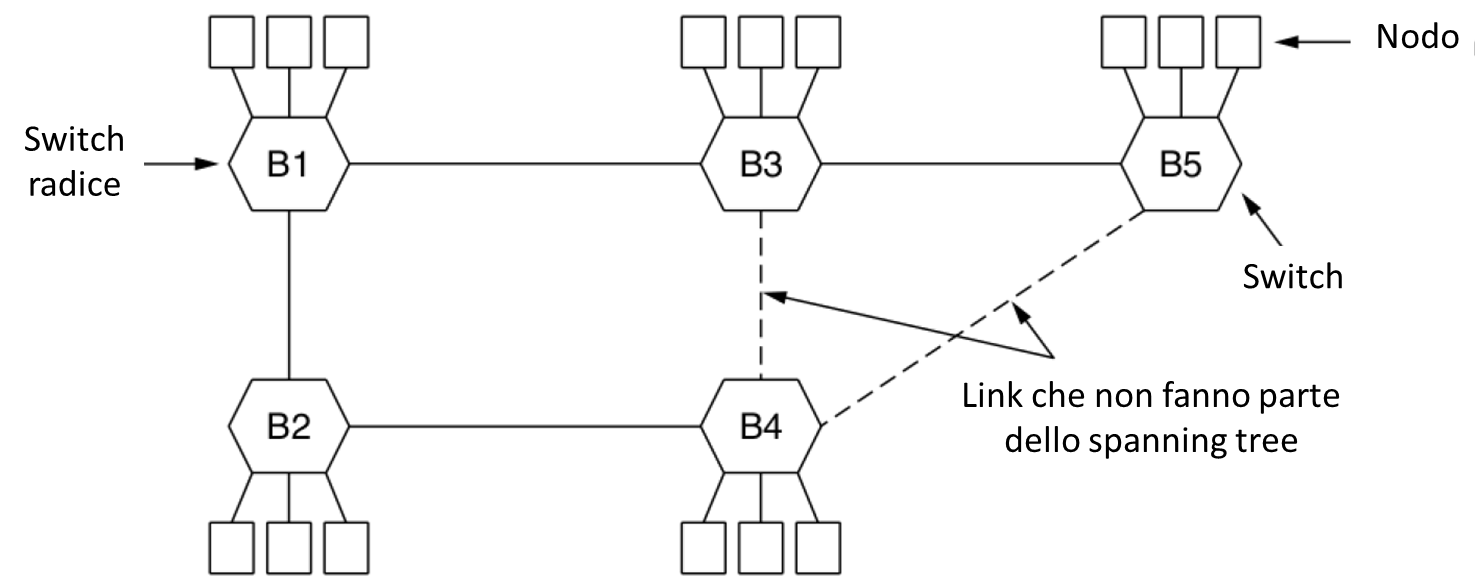 Nodo
Switch
radice
B1
B3
B5
Switch
B2
B4
Link che non fanno parte
dello spanning tree